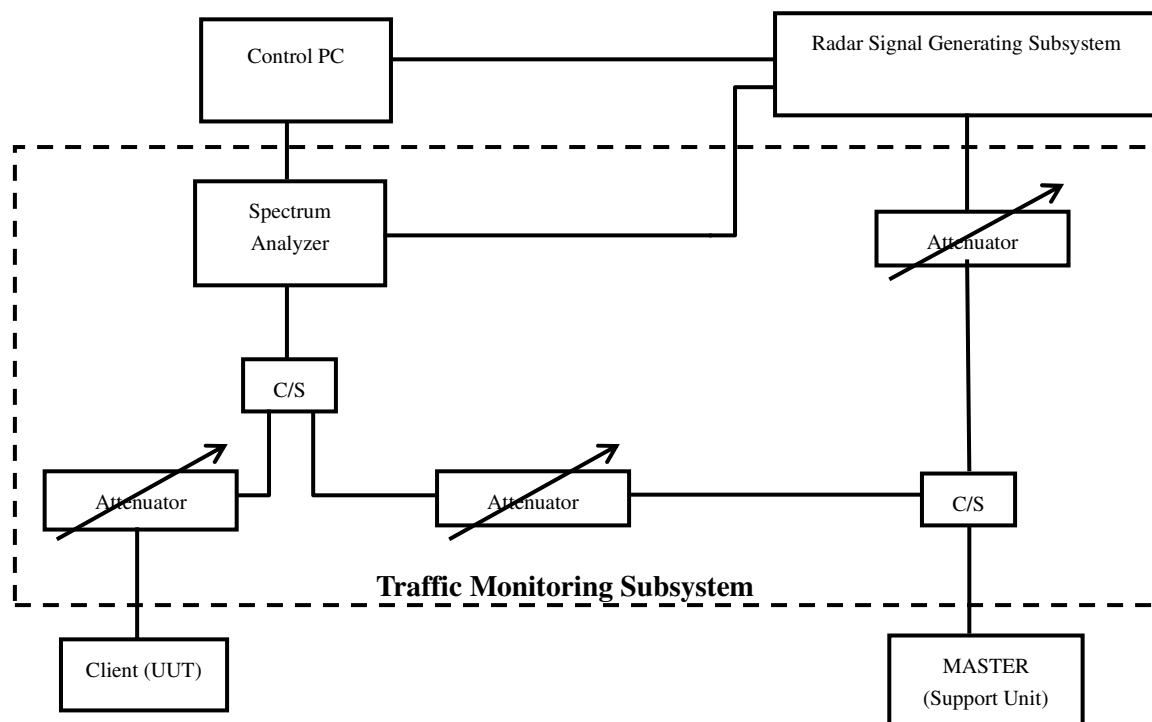 Control PC
Radar Signal Generating Subsystem
Spectrum
Analyzer
Attenuator
C/S
Attenuator
Attenuator
C/S
Traffic Monitoring Subsystem
Client (UUT)
MASTER
(Support Unit)